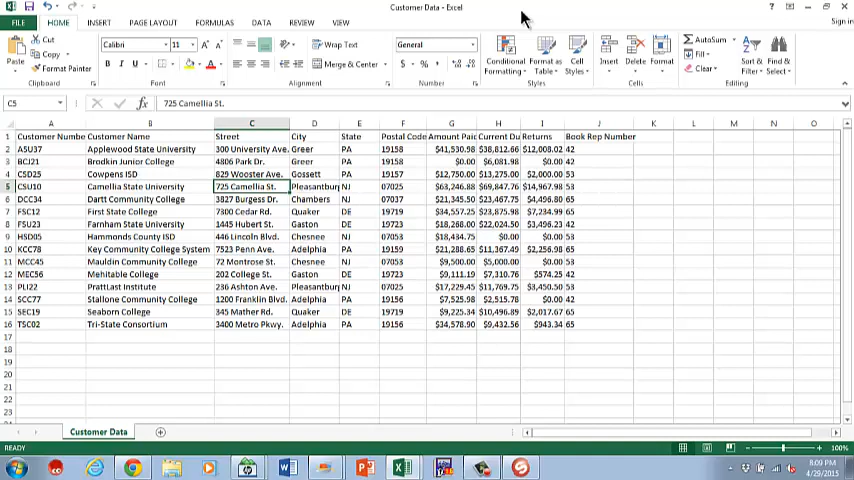 Customer Data - Excel
Sign in
FILE HOME INSERT PAGE LAYOUT FORMULAS DATA REVIEW VIEW
Paste
Cut
Copy
Format Painter
Clipboard
Calibri 11
B I U
Font
Wrap Text
Merge & Center
Alignment
General
$ % ,
Number
Conditional Formatting
Format as Table
Cell Styles
Styles
Insert
Delete
Format
Cells
AutoSum
Fill
Clear
Sort & Filter
Find & Select
Editing
C5 fx 725 Camellia St.
A B C D E F G H I J K L M N O
1 Customer Numbe Customer Name Street City State Postal Code Amount Paid Current Du Returns Book Rep Number
2 ASU37 Applewood State University 300 University Ave. Greer PA 19158 $41,530.98 $38,812.66 $12,008.02 42
3 BCJ21 Brodkin Junior College 4806 Park Dr. Greer PA 19158 $0.00 $6,081.98 $0.00 42
4 CSD25 Cowpens ISD 829 Wooster Ave. Gossett PA 19157 $12,750.00 $13,275.00 $2,000.00 53
5 CSU10 Camellia State University 725 Camellia St. Pleasantburg NJ 07025 $63,246.88 $69,847.76 $14,967.98 53
6 DCC34 Dartt Community College 3827 Burgess Dr. Chambers NJ 07037 $21,345.50 $23,467.75 $4,496.80 65
7 FSC12 First State College 7300 Cedar Rd. Quaker DE 19719 $34,557.25 $23,875.98 $7,234.99 65
8 FSU23 Farnham State University 1445 Hubert St. Gaston DE 19723 $18,268.00 $22,024.50 $3,496.23 42
9 HSD05 Hammonds County ISD 446 Lincoln Blvd. Chesnee NJ 07053 $18,434.75 $0.00 $0.00 53
10 KCC78 Key Community College System 7523 Penn Ave. Adelphia PA 19159 $21,288.65 $11,367.49 $2,256.98 65
11 MCC45 Mauldin Community College 72 Montrose St. Chesnee NJ 07053 $9,500.00 $5,000.00 $0.00 53
12 MEC56 Mehitable College 202 College St. Gaston DE 19723 $9,111.19 $7,310.76 $574.25 42
13 PLI22 PrattLast Institute 236 Ashton Ave. Pleasantburg NJ 07025 $17,229.45 $11,769.75 $3,450.50 53
14 SCC77 Stallone Community College 1200 Franklin Blvd. Adelphia PA 19156 $7,525.98 $2,515.78 $0.00 42
15 SEC19 Seaborn College 345 Mather Rd. Quaker DE 19719 $9,225.34 $10,496.89 $2,017.67 65
16 TSC02 Tri-State Consortium 3400 Metro Pkwy. Adelphia PA 19156 $34,578.90 $9,432.56 $943.34 65
17
18
19
20
21
22
23
24
Customer Data
READY
100%
8:09 PM
4/29/2015